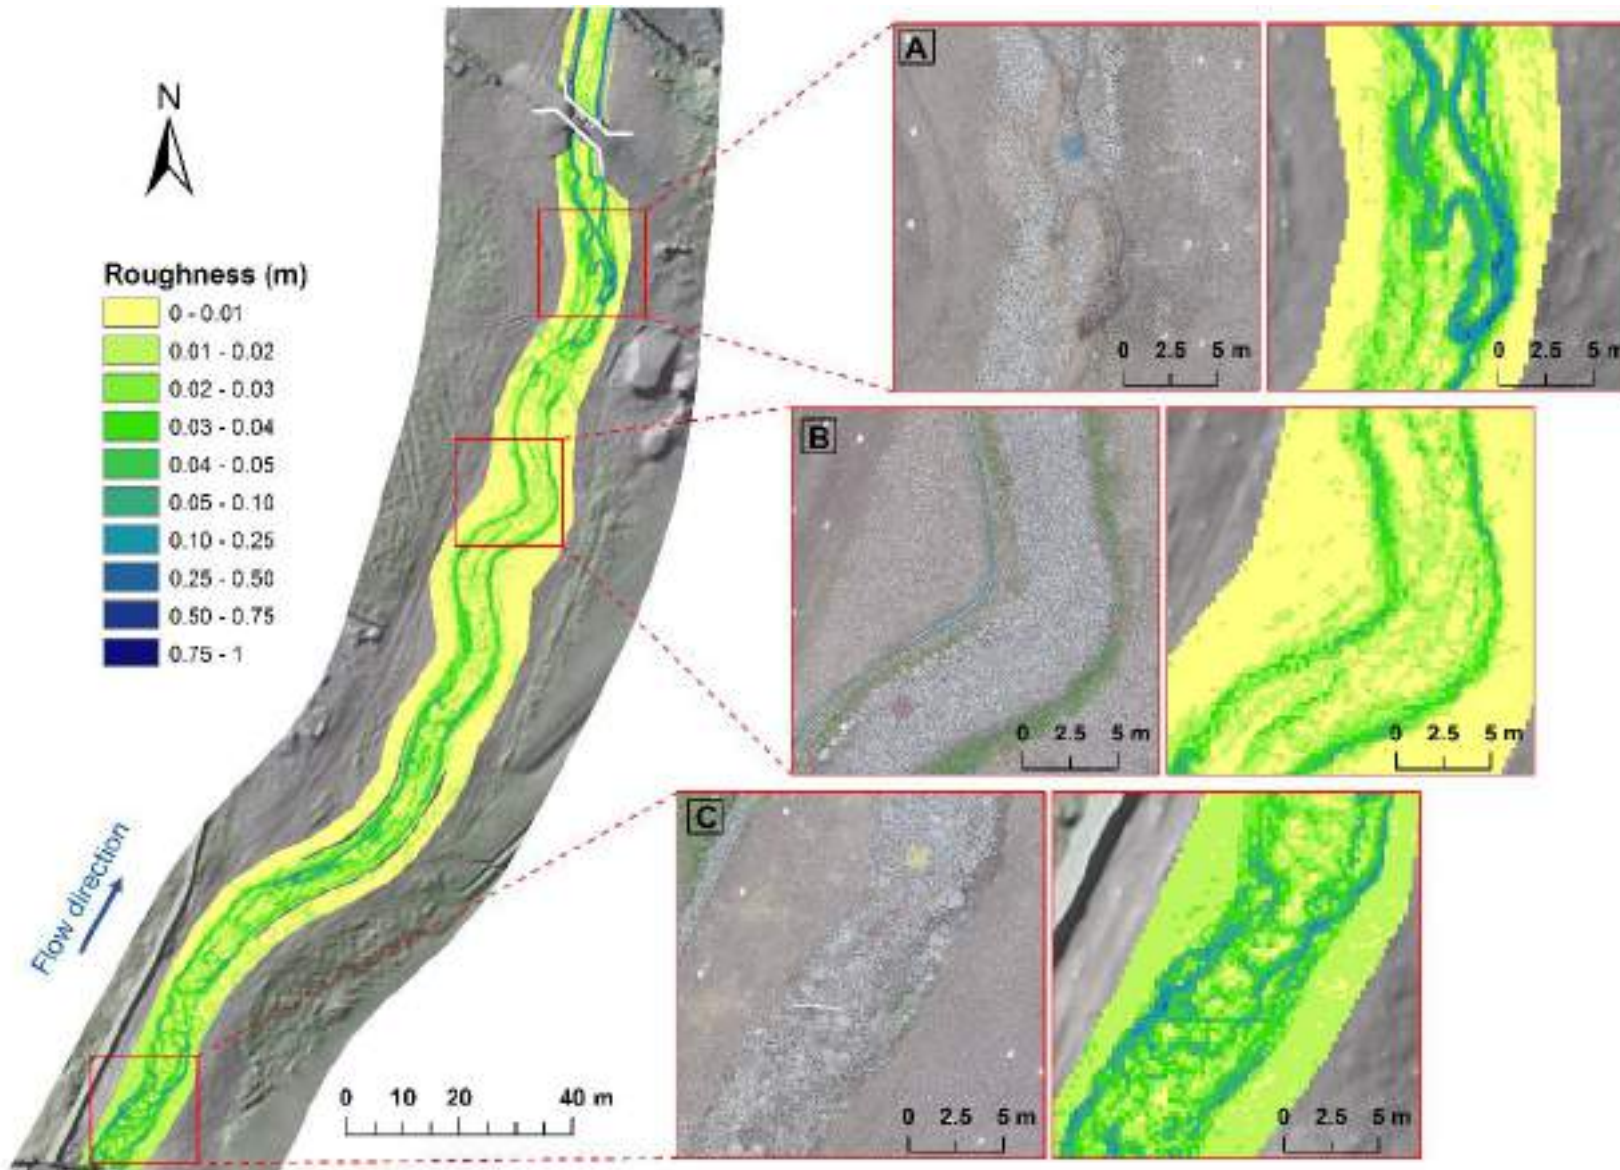 N
Roughness (m)
0 - 0.01
0.01 - 0.02
0.02 - 0.03
0.03 - 0.04
0.04 - 0.05
0.05 - 0.10
0.10 - 0.25
0.25 - 0.50
0.50 - 0.75
0.75 - 1
Flow direction
0 10 20 40 m
A
0 2.5 5 m
0 2.5 5 m
B
0 2.5 5 m
0 2.5 5 m
C
0 2.5 5 m
0 2.5 5 m